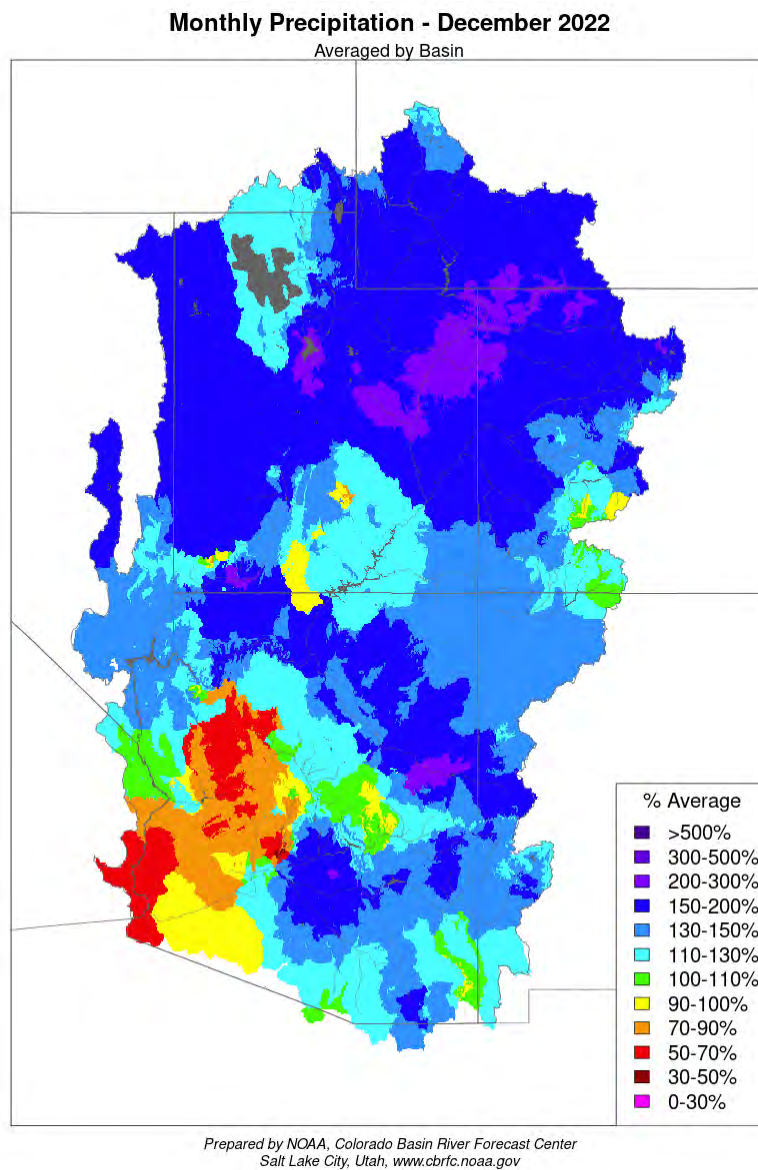 Monthly Precipitation - December 2022
Averaged by Basin
% Average
>500%
300-500%
200-300%
150-200%
130-150%
110-130%
100-110%
90-100%
70-90%
50-70%
30-50%
0-30%
Prepared by NOAA, Colorado Basin River Forecast Center
Salt Lake City, Utah, www.cbrfc.noaa.gov